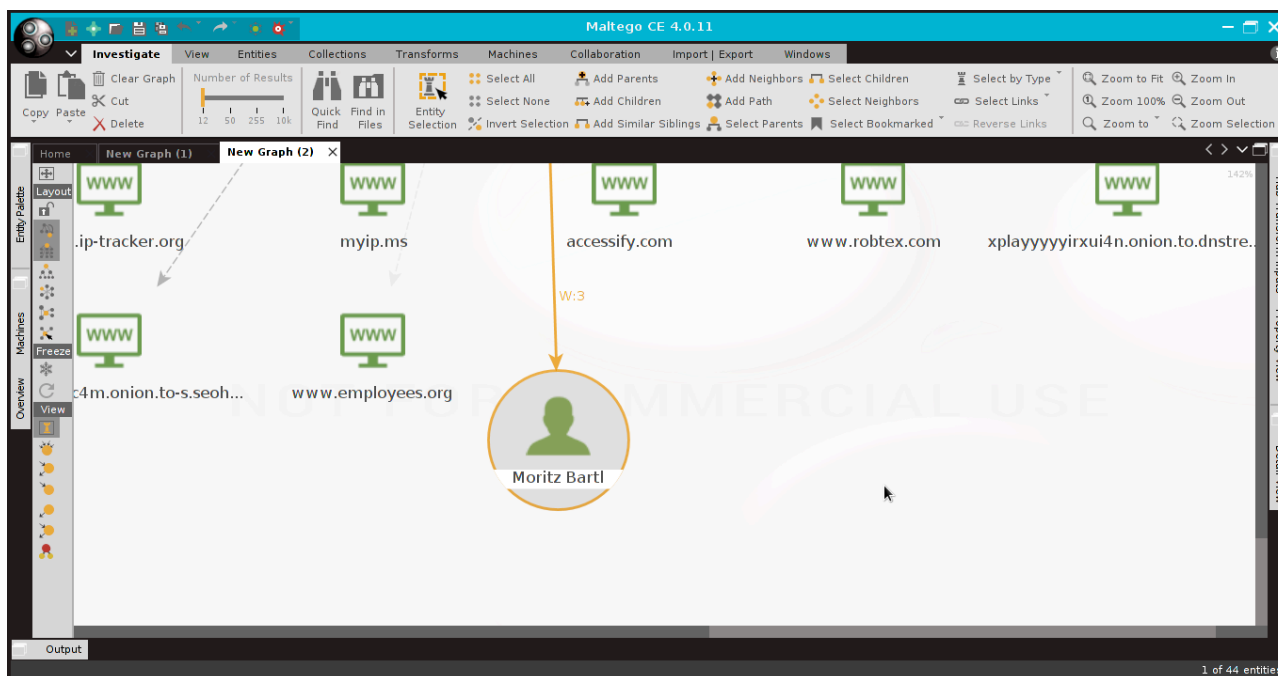 Maltego CE 4.0.11
Investigate View Entities Collections Transforms Machines Collaboration Import | Export Windows
Copy Paste
Clear Graph
Cut
Delete
Number of Results
12 50 255 10k
Quick Find
Find in Files
Entity Selection
Select All
Select None
Invert Selection
Add Parents
Add Children
Add Similar Siblings
Add Neighbors
Add Path
Select Parents
Select Children
Select Neighbors
Select Bookmarked
Select by Type
Select Links
Reverse Links
Zoom to Fit
Zoom 100%
Zoom to
Zoom In
Zoom Out
Zoom Selection
Home New Graph (1) New Graph (2)
Entity Palette
Machines
Overview
Layout
Freeze
View
142%
www www www www www
.ip-tracker.org myip.ms accessify.com www.robtex.com xplayyyyyirxui4n.onion.to.dnstre..
W:3
www www
c4m.onion.to-s.seoh... www.employees.org
NOT FOR COMMERCIAL USE
Moritz Bartl
Output
1 of 44 entities